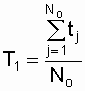 N₀
∑ tⱼ
j=1
T₁ = ———
N₀